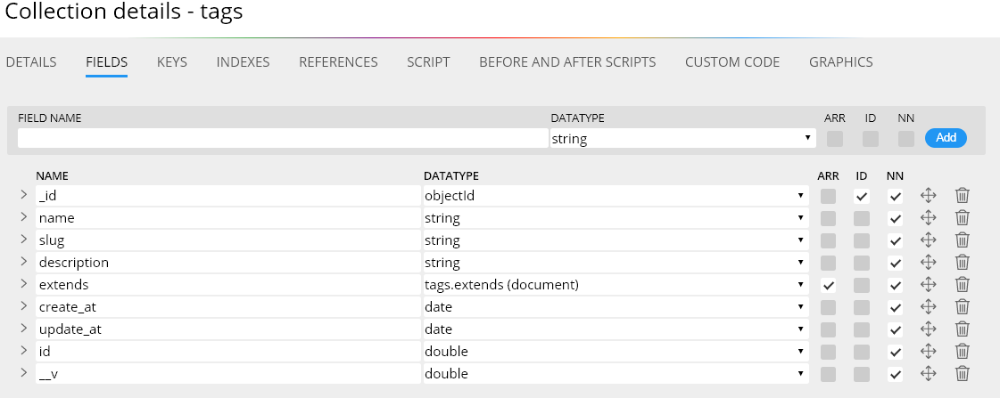 Collection details - tags
DETAILS FIELDS KEYS INDEXES REFERENCES SCRIPT BEFORE AND AFTER SCRIPTS CUSTOM CODE GRAPHICS
FIELD NAME DATATYPE ARR ID NN
string Add
NAME DATATYPE ARR ID NN
_id objectId
name string
slug string
description string
extends tags.extends (document)
create_at date
update_at date
id double
__v double